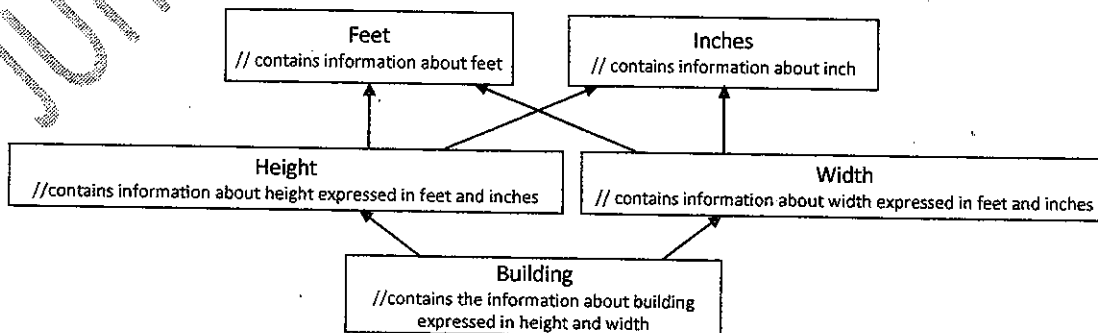 Feet
// contains information about feet
Inches
// contains information about inch
Height
//contains information about height expressed in feet and inches
Width
// contains information about width expressed in feet and inches
Building
//contains the information about building
expressed in height and width